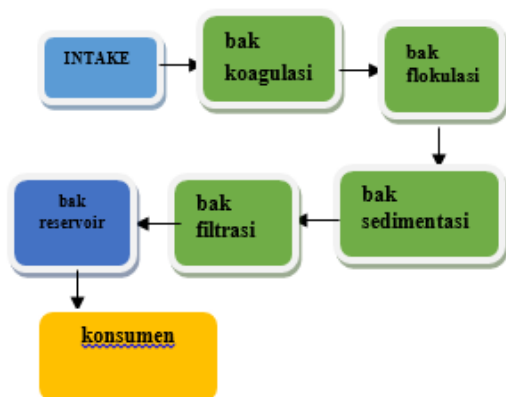 INTAKE
bak
koagulasi
bak
flokulasi
bak
sedimentasi
bak
filtrasi
bak
reservoir
konsumen